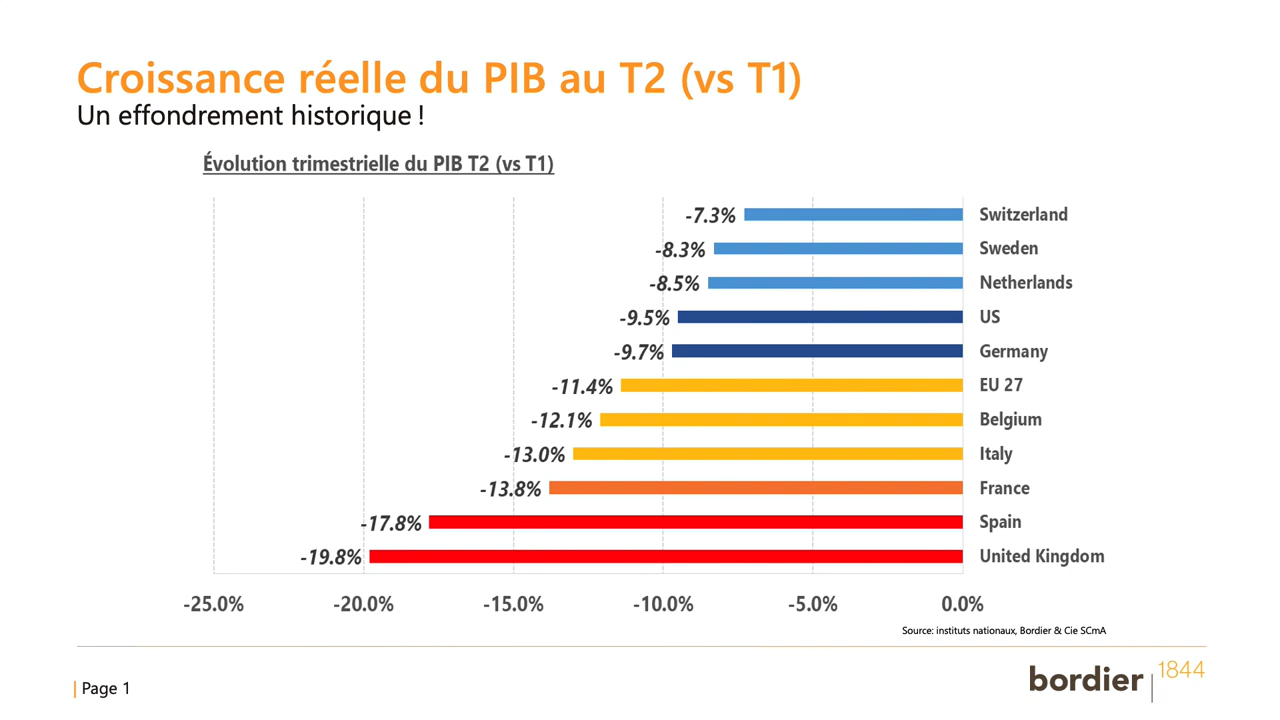 Croissance réelle du PIB au T2 (vs T1)
Un effondrement historique !
Évolution trimestrielle du PIB T2 (vs T1)
-7.3% Switzerland
-8.3% Sweden
-8.5% Netherlands
-9.5% US
-9.7% Germany
-11.4% EU 27
-12.1% Belgium
-13.0% Italy
-13.8% France
-17.8% Spain
-19.8% United Kingdom
-25.0% -20.0% -15.0% -10.0% -5.0% 0.0%
Source: instituts nationaux, Bordier & Cie SCmA
Page 1
bordier 1844